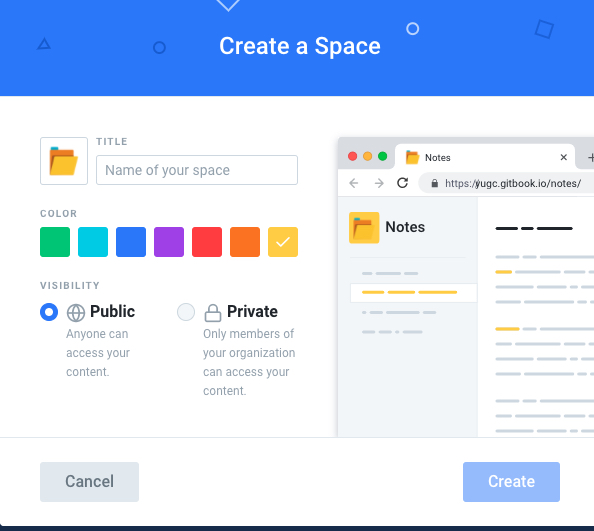 Create a Space
TITLE
Name of your space
COLOR
VISIBILITY
Public
Anyone can
access your
content.
Private
Only members of
your organization
can access your
content.
Notes
https://yugc.gitbook.io/notes/
Notes
Cancel
Create